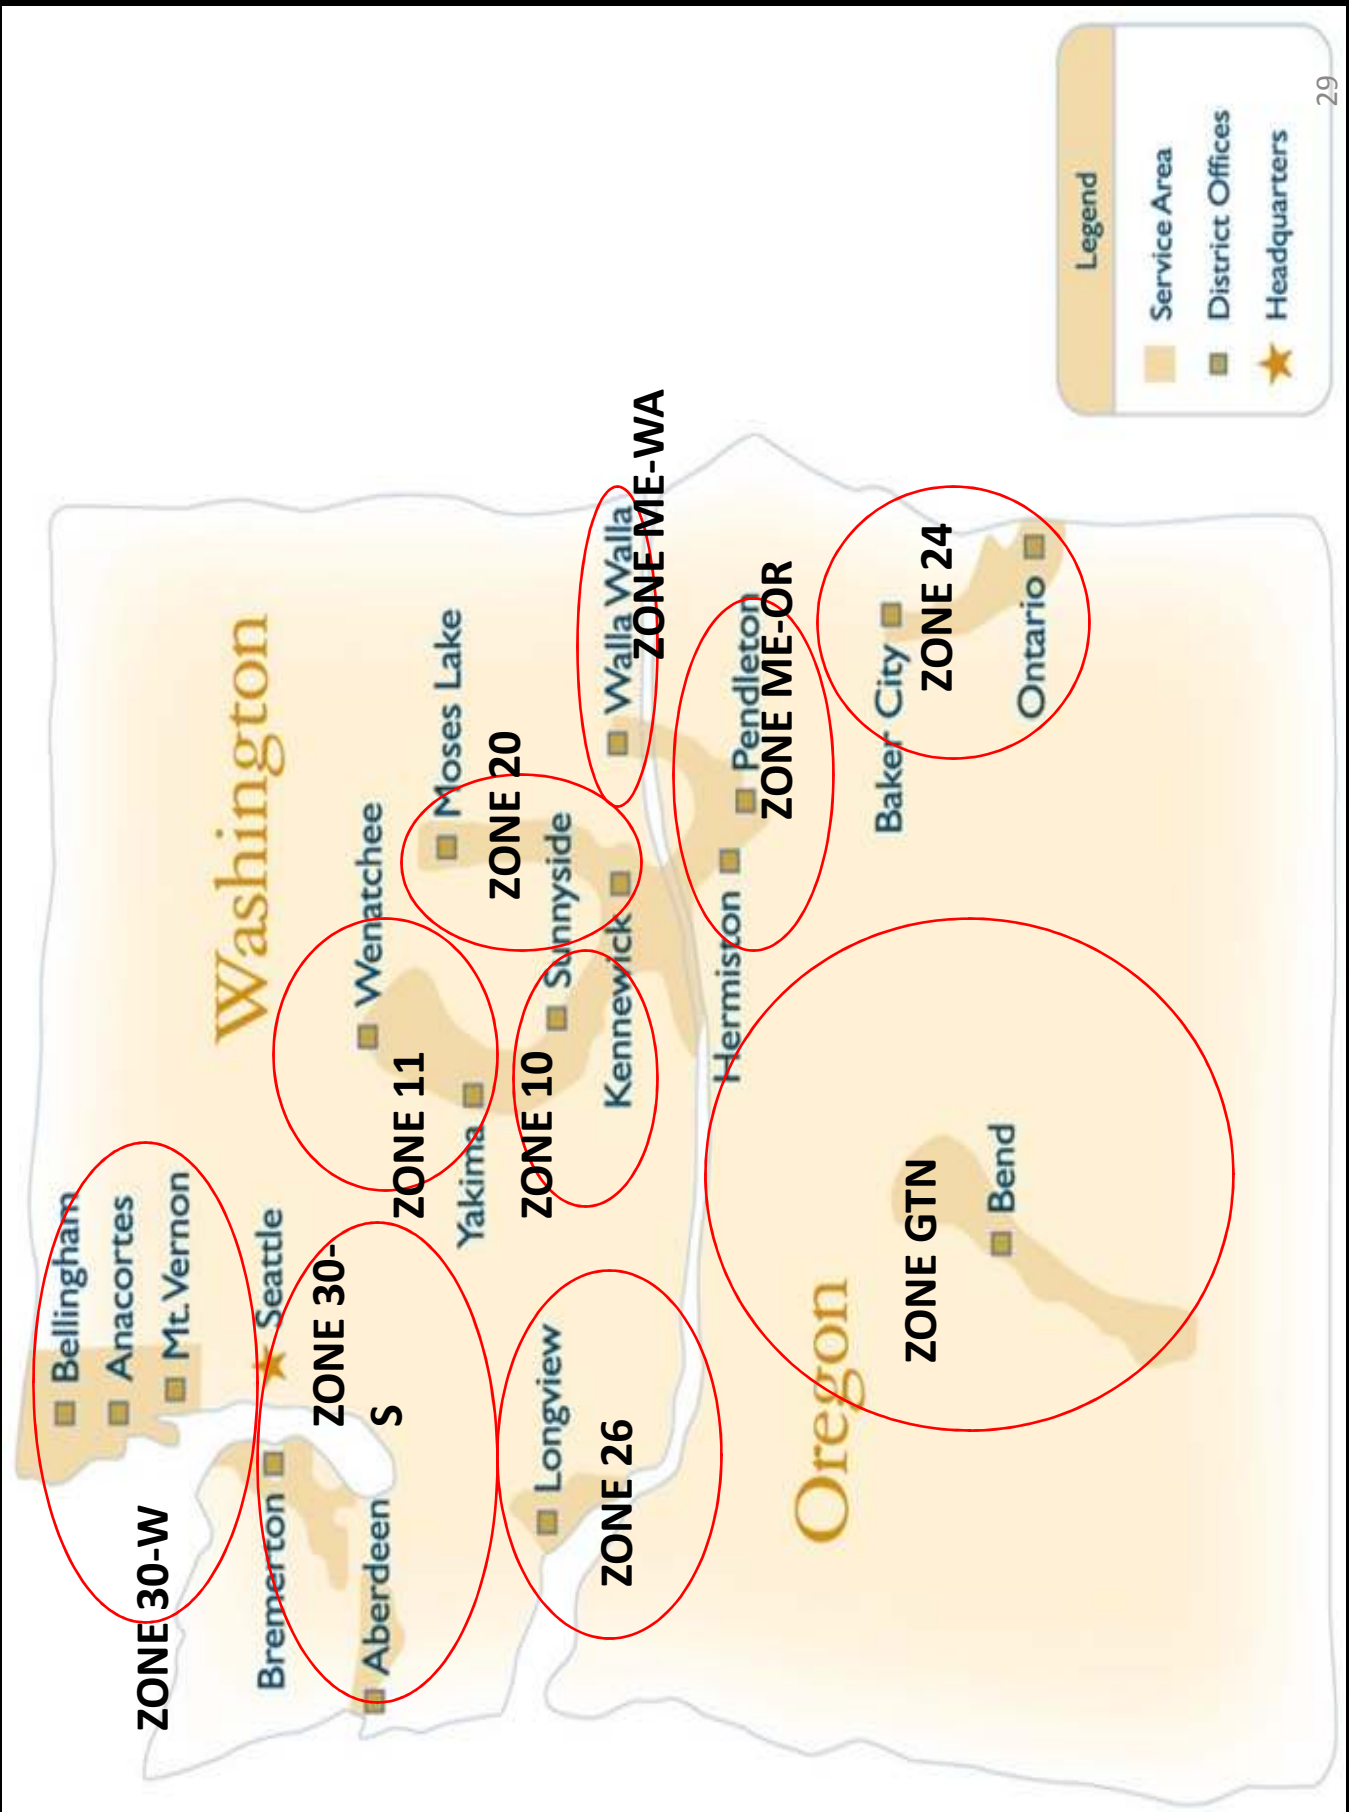 Washington
Oregon
Bellingham
Anacortes
Mt. Vernon
Seattle
Bremerton
Aberdeen
Wenatchee
Moses Lake
Yakima
Sunnyside
Kennewick
Walla Walla
Longview
Hermiston
Pendleton
Baker City
Ontario
Bend
ZONE 30-W
ZONE 30-
S
ZONE 11
ZONE 20
ZONE 10
ZONE ME-WA
ZONE 26
ZONE ME-OR
ZONE 24
ZONE GTN
Legend
Service Area
District Offices
Headquarters
29